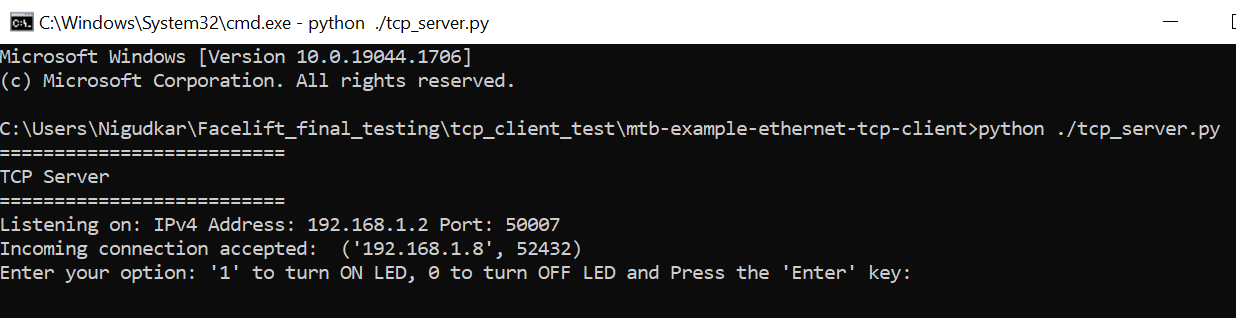 C:\Windows\System32\cmd.exe - python ./tcp_server.py
Microsoft Windows [Version 10.0.19044.1706]
(c) Microsoft Corporation. All rights reserved.
C:\Users\Nigudkar\Facelift_final_testing\tcp_client_test\mtb-example-ethernet-tcp-client>python ./tcp_server.py
==========================
TCP Server
==========================
Listening on: IPv4 Address: 192.168.1.2 Port: 50007
Incoming connection accepted:  ('192.168.1.8', 52432)
Enter your option: '1' to turn ON LED, 0 to turn OFF LED and Press the 'Enter' key: